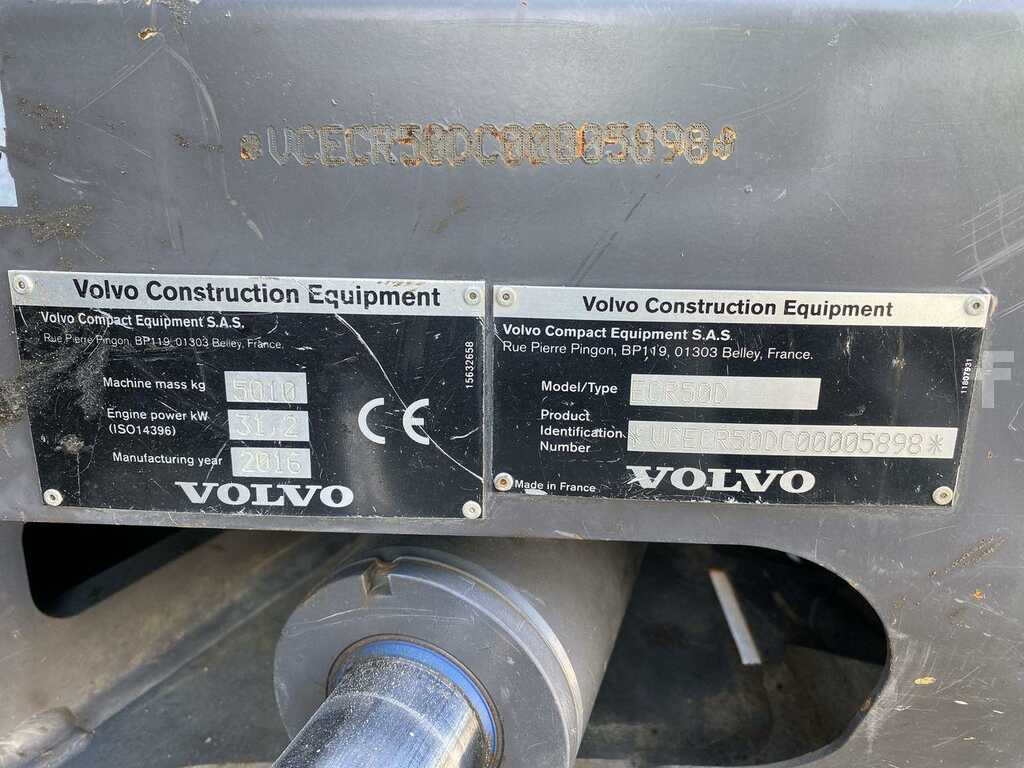 *VCECR50DC00005898*
Volvo Construction Equipment
Volvo Compact Equipment S.A.S.
Rue Pierre Pingon, BP119, 01303 Belley, France.
15632658
Machine mass kg 5010
Engine power kW 31,2
(ISO14396)
CE
Manufacturing year 2016
VOLVO
Volvo Construction Equipment
Volvo Compact Equipment S.A.S.
Rue Pierre Pingon, BP119, 01303 Belley, France.
11807931
Model/Type ECR50D
Product
Identification *VCECR50DC00005898*
Number
VOLVO
Made in France
F